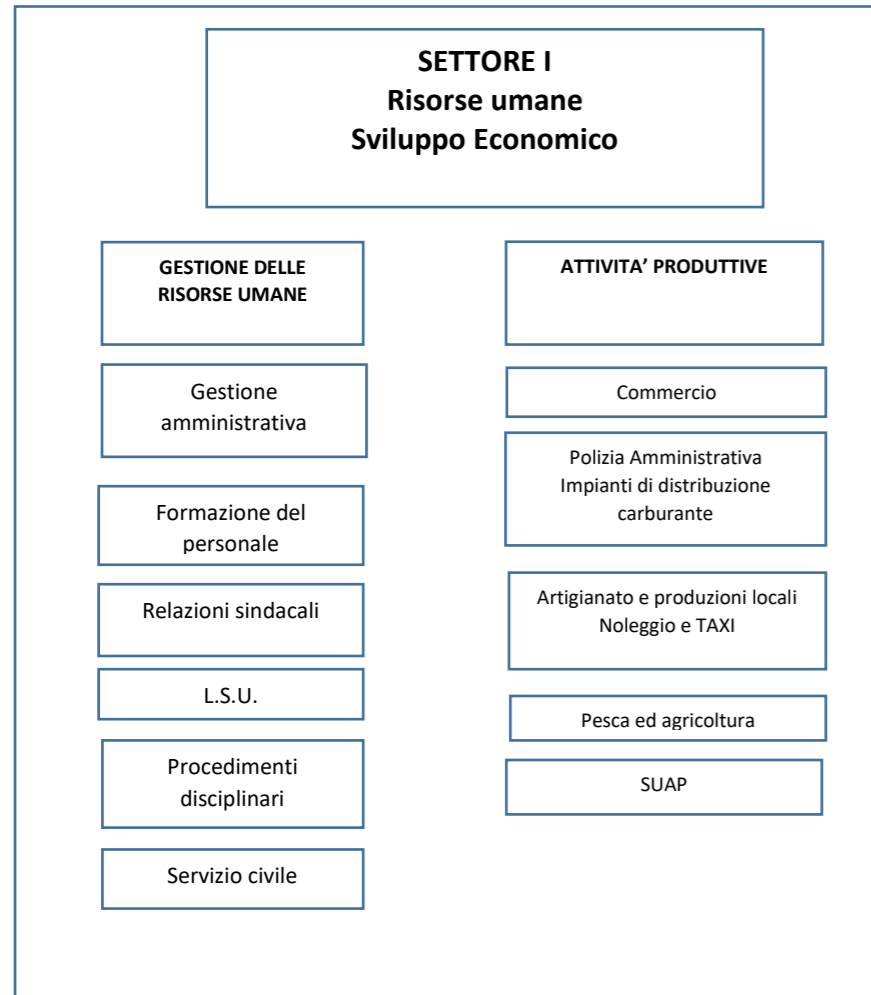 SETTORE I
Risorse umane
Sviluppo Economico
GESTIONE DELLE
RISORSE UMANE
Gestione
amministrativa
Formazione del
personale
Relazioni sindacali
L.S.U.
Procedimenti
disciplinari
Servizio civile
ATTIVITA’ PRODUTTIVE
Commercio
Polizia Amministrativa
Impianti di distribuzione
carburante
Artigianato e produzioni locali
Noleggio e TAXI
Pesca ed agricoltura
SUAP